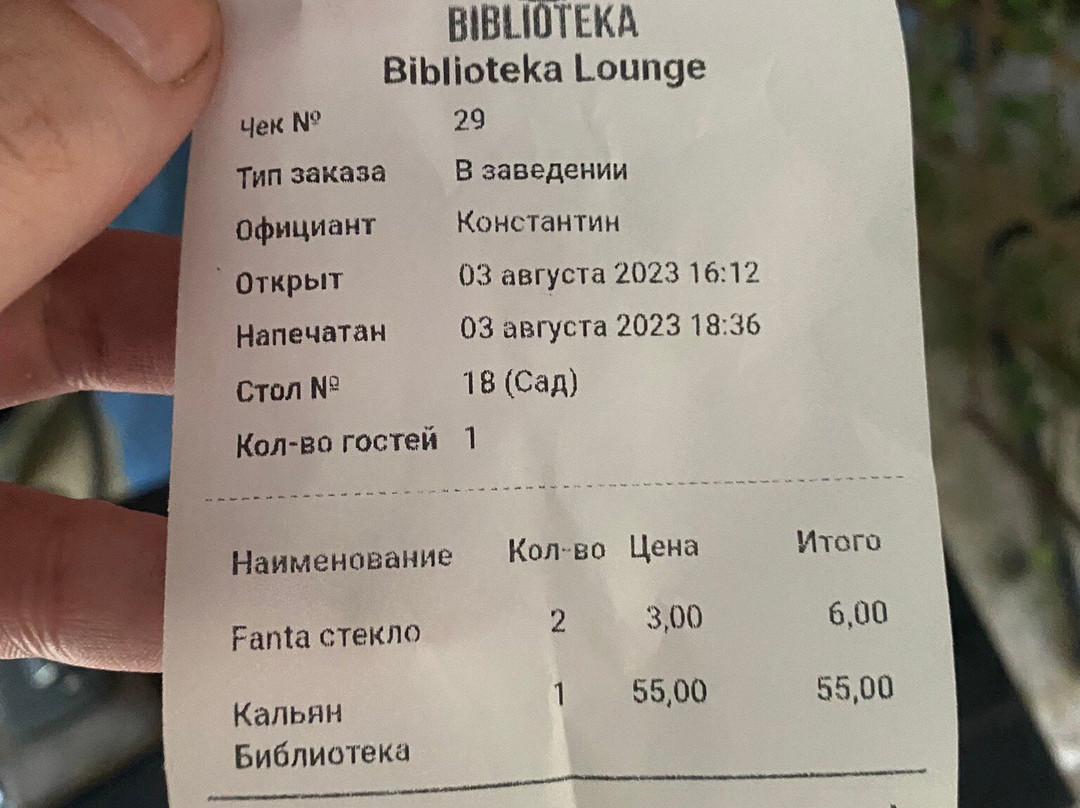 BIBLIOTEKA
Biblioteka Lounge
Чек № 29
Тип заказа В заведении
Официант Константин
Открыт 03 августа 2023 16:12
Напечатан 03 августа 2023 18:36
Стол № 18 (Сад)
Кол-во гостей 1
Наименование Кол-во Цена Итого
Fanta стекло 2 3,00 6,00
Кальян 1 55,00 55,00
Библиотека